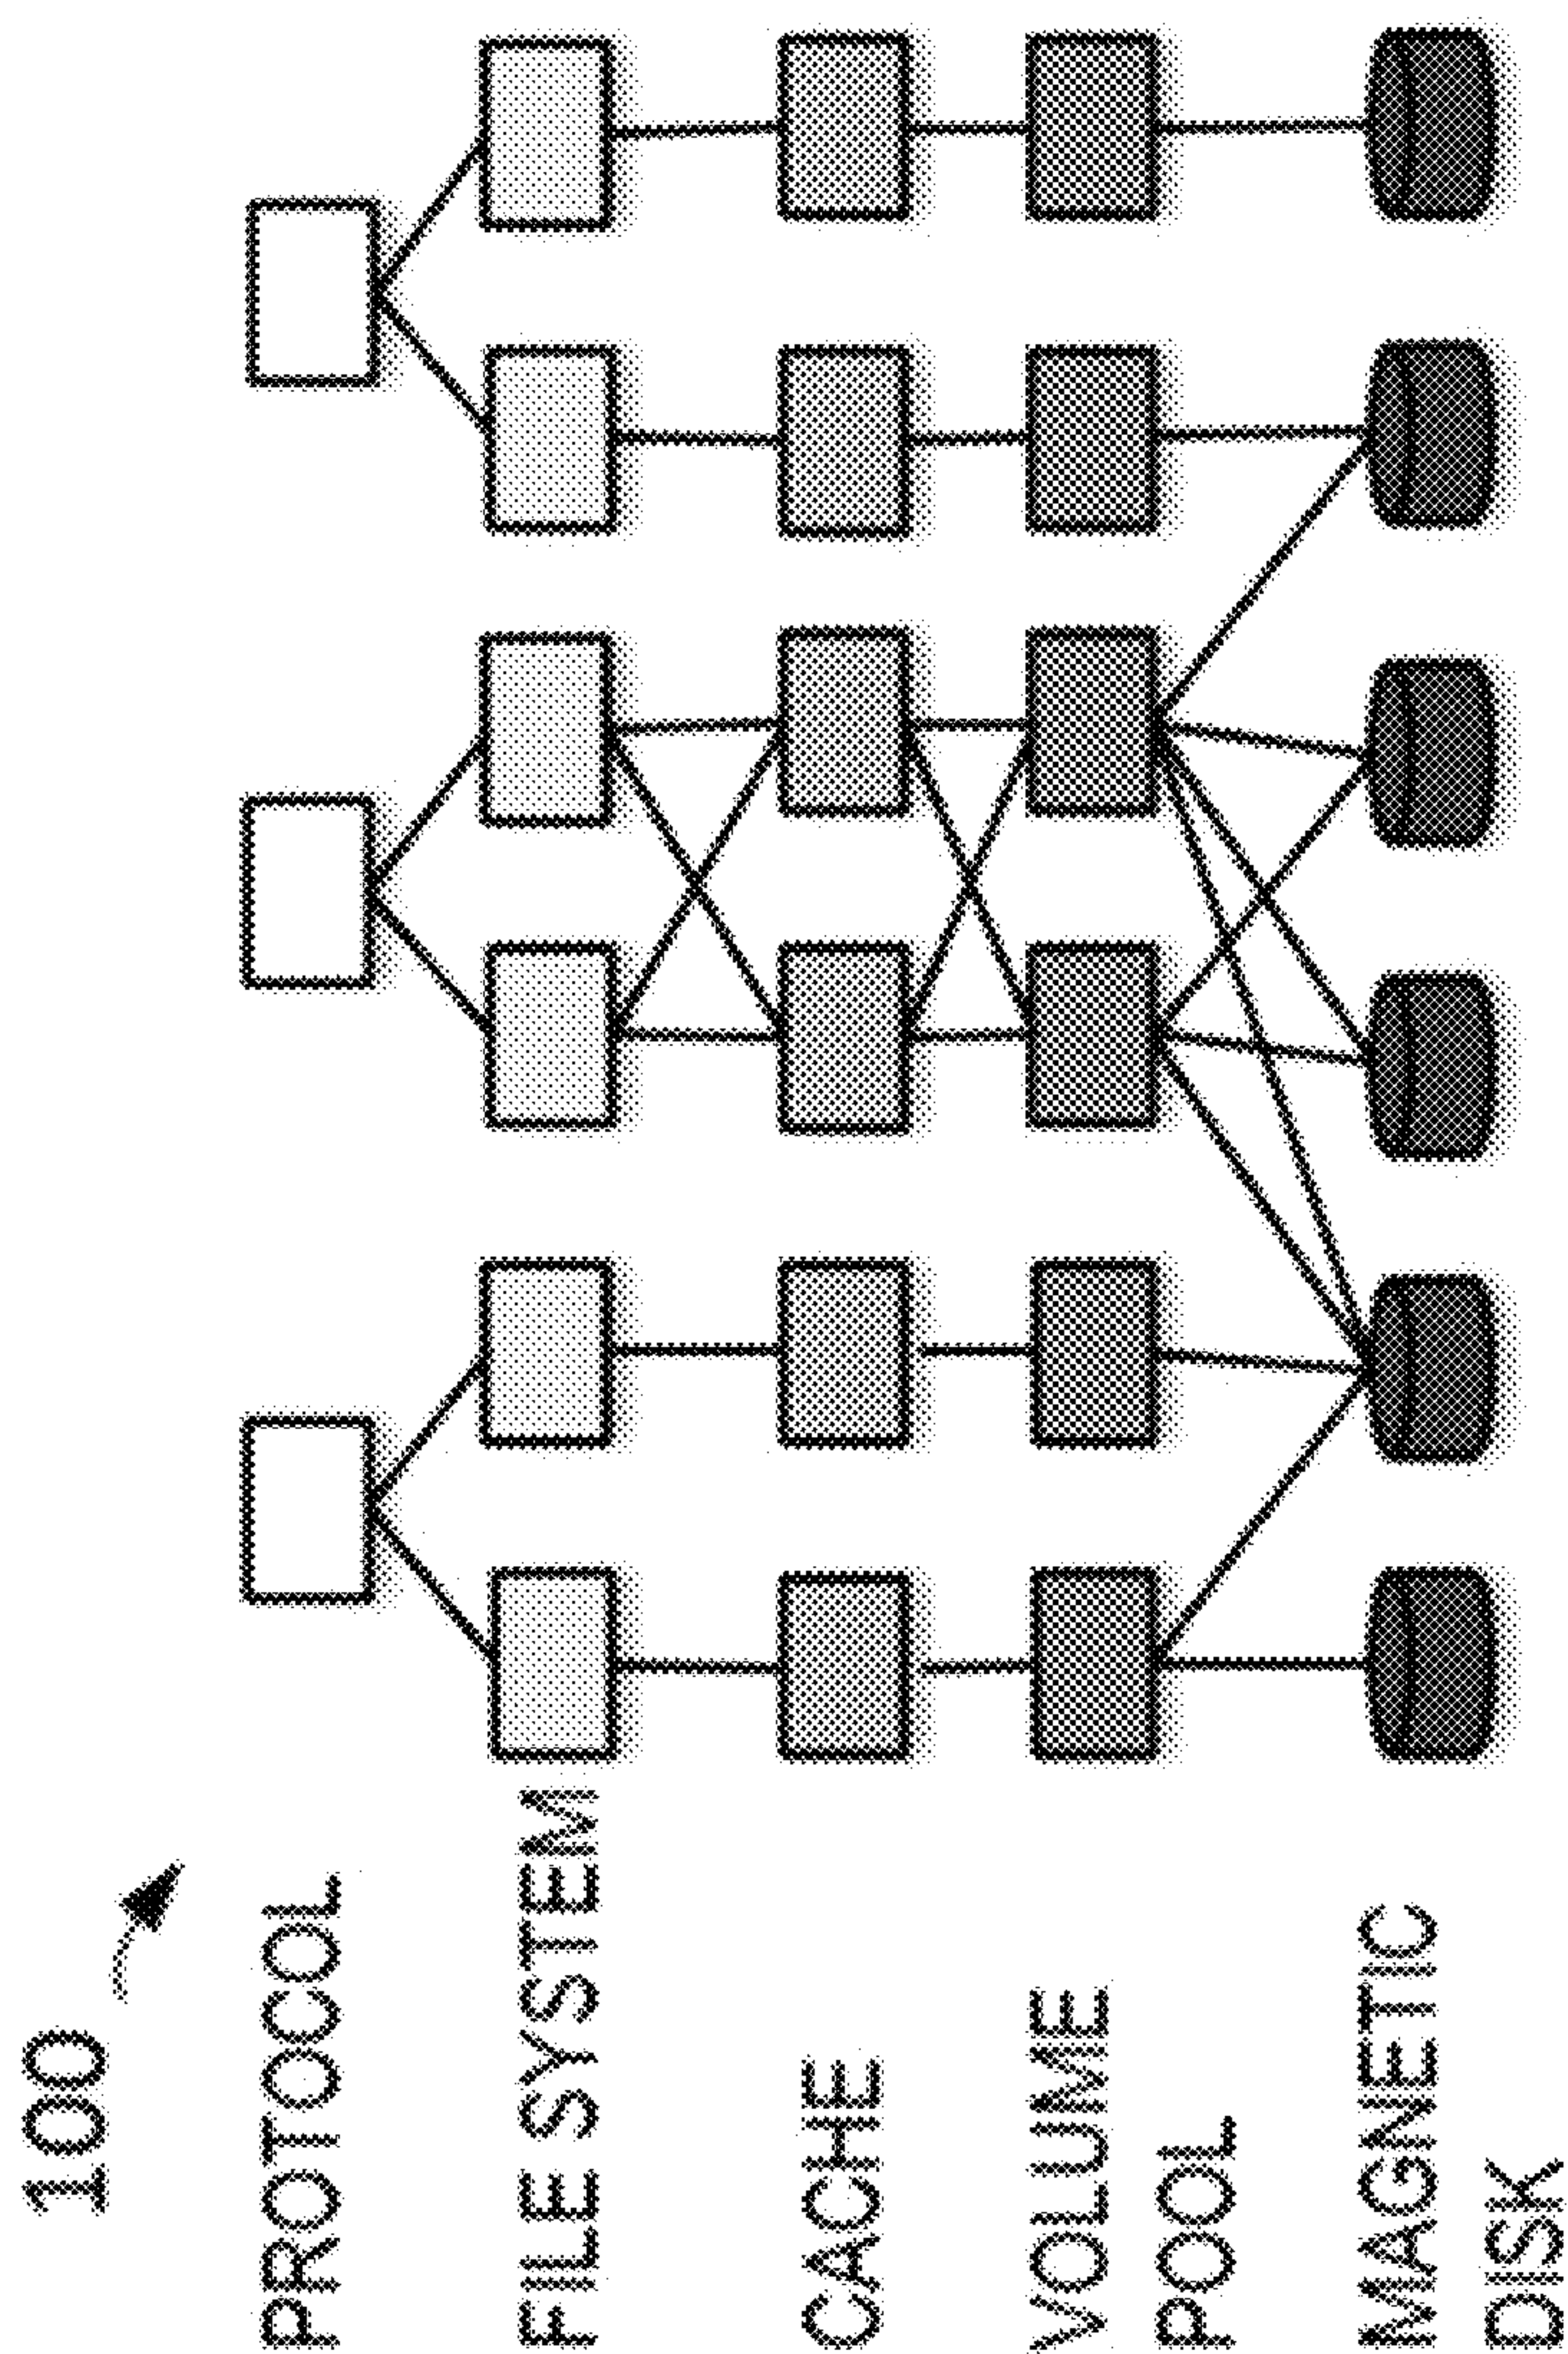 100
PROTOCOL
FILE SYSTEM
CACHE
VOLUME
POOL
MAGNETIC
DISK